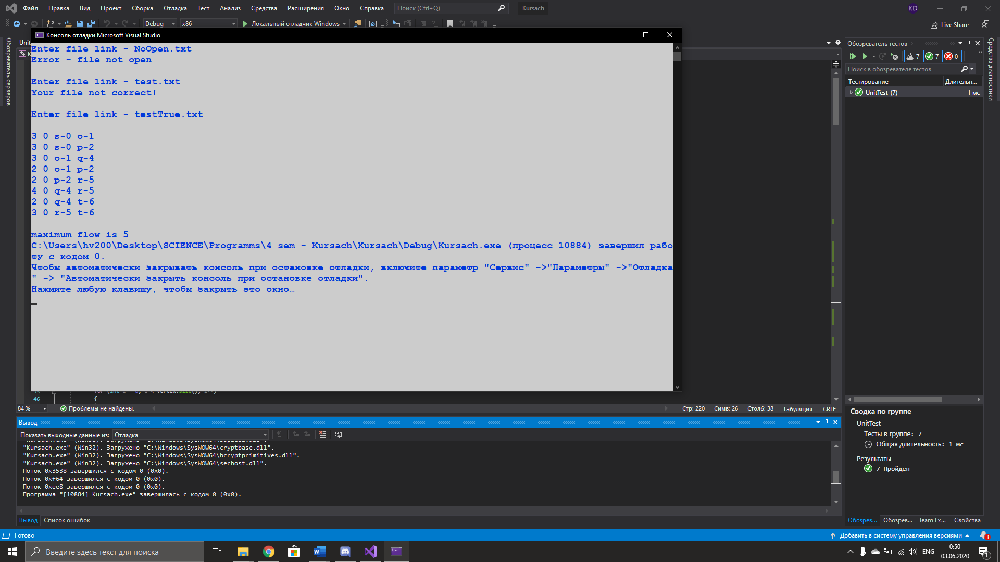 Файл Правка Вид Проект Сборка Отладка Тест Анализ Средства Расширения Окно Справка Поиск (Ctrl+Q) Kursach KD
Debug x86 Локальный отладчик Windows Live Share
Обозреватель серверов
Unit
K
Консоль отладки Microsoft Visual Studio
Enter file link - NoOpen.txt
Error - file not open
Enter file link - test.txt
Your file not correct!
Enter file link - testTrue.txt
3 0 s-0 o-1
3 0 s-0 p-2
3 0 o-1 q-4
2 0 o-1 p-2
2 0 p-2 r-5
4 0 q-4 r-5
2 0 q-4 t-6
3 0 r-5 t-6
maximum flow is 5
C:\Users\hv200\Desktop\SCIENCE\Programms\4 sem - Kursach\Kursach\Debug\Kursach.exe (процесс 10884) завершил рабо
ту с кодом 0.
Чтобы автоматически закрывать консоль при остановке отладки, включите параметр "Сервис" ->"Параметры" ->"Отладка
" -> "Автоматически закрыть консоль при остановке отладки".
Нажмите любую клавишу, чтобы закрыть это окно…
46 {
84 % Проблемы не найдены. Стр: 220 Симв: 26 Столб: 38 Табуляция CRLF
Вывод
Показать выходные данные из: Отладка
"Kursach.exe" (Win32). Загружено "C:\Windows\SysWOW64\cryptbase.dll".
"Kursach.exe" (Win32). Загружено "C:\Windows\SysWOW64\bcryptprimitives.dll".
"Kursach.exe" (Win32). Загружено "C:\Windows\SysWOW64\sechost.dll".
Поток 0x3538 завершился с кодом 0 (0x0).
Поток 0xf64 завершился с кодом 0 (0x0).
Поток 0xee8 завершился с кодом 0 (0x0).
Программа "[10884] Kursach.exe" завершилась с кодом 0 (0x0).
Вывод Список ошибок
Обозреватель тестов
7 7 0
Поиск в обозревателе тестов
Тестирование Длительн...
UnitTest (7) 1 мс
Сводка по группе
UnitTest
Тесты в группе: 7
Общая длительность: 1 мс
Результаты
7 Пройден
Обозрев... Обозрев... Team Ex... Свойства
Средства диагностики
Готово Добавить в систему управления версиями 3
Введите здесь текст для поиска
ENG 0:50 03.06.2020 1